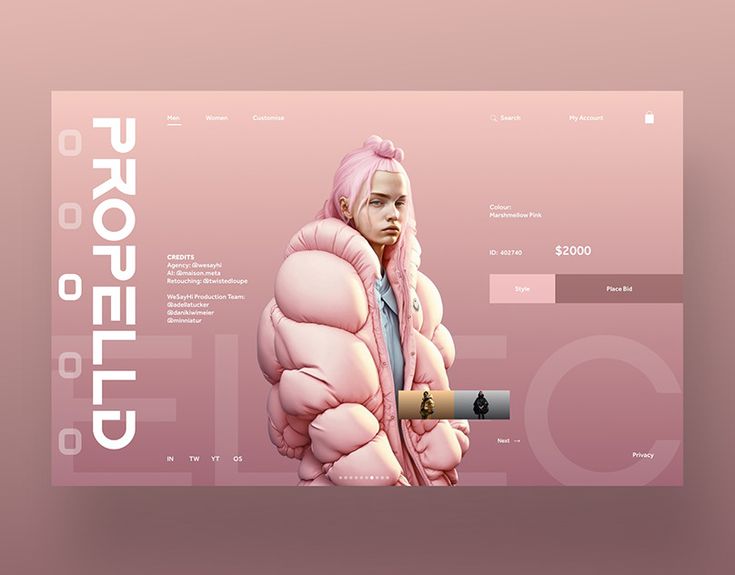 PROPELLD
Men
Women
Customise
Search
My Account
CREDITS
Agency: @wesayhi
AI: @maison.meta
Retouching: @twistedloupe
WeSayHi Production Team:
@adellatucker
@danikiwimeier
@minniatur
Colour:
Marshmellow Pink
ID: 402740
$2000
Style
Place Bid
ELEC
Next →
IN
TW
YT
OS
Privacy